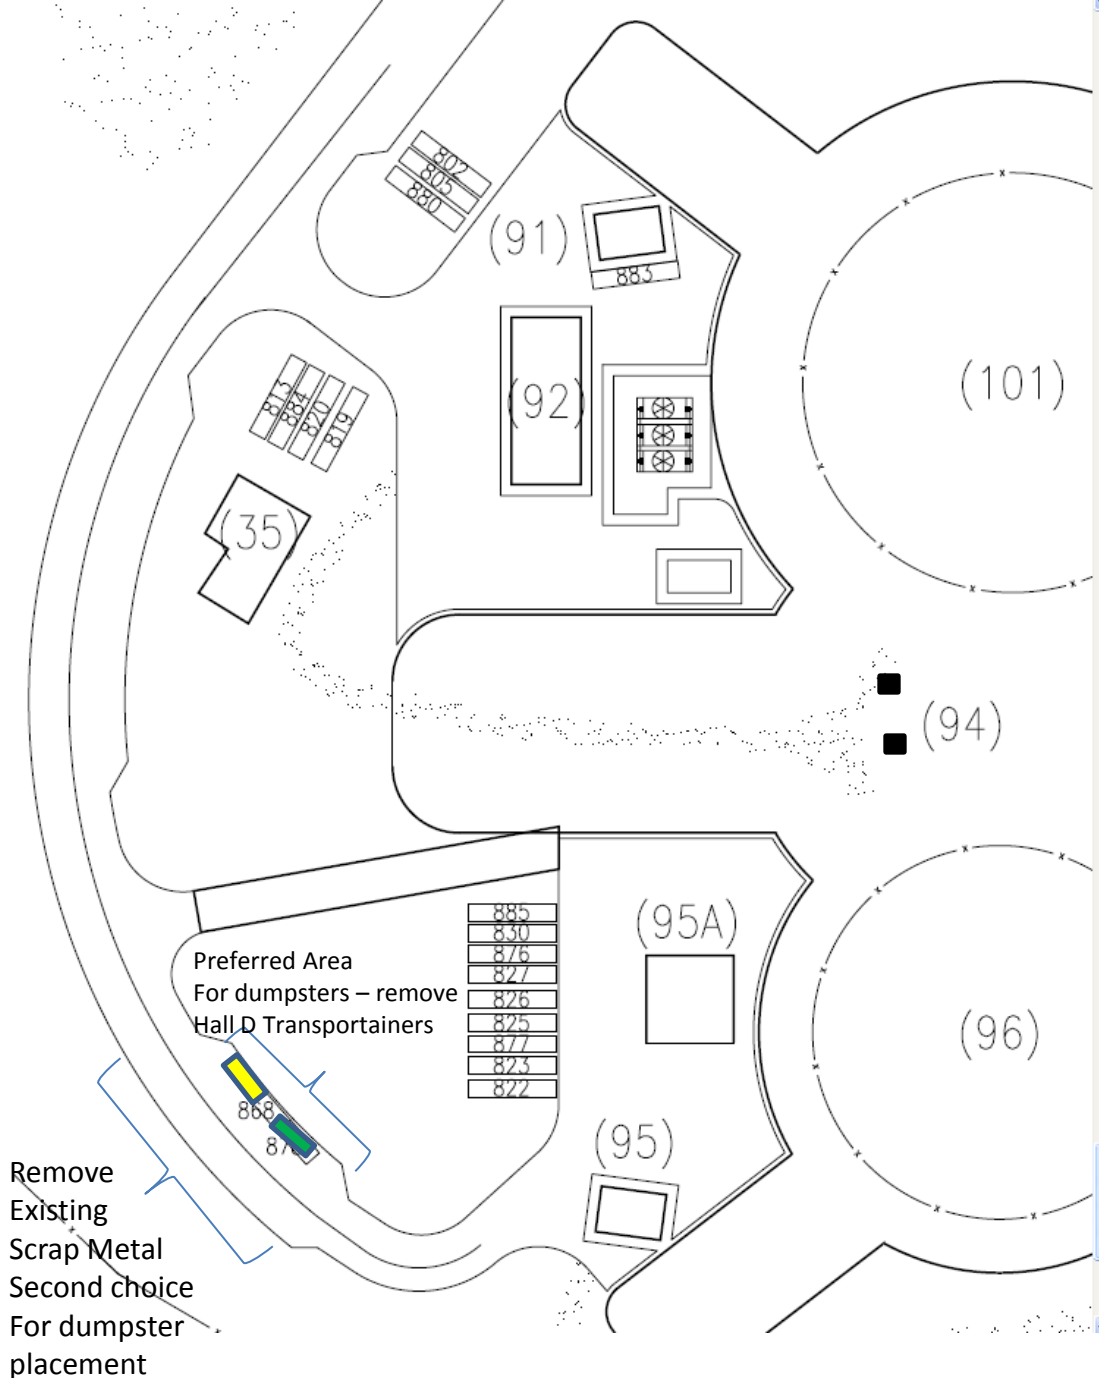 802
805
880
(91)
883
813
884
820
819
(92)
(101)
(35)
(94)
885
830
876
827
826
825
877
823
822
(95A)
Preferred Area
For dumpsters – remove
Hall D Transportainers
(96)
868
(95)
Remove
Existing
Scrap Metal
Second choice
For dumpster
placement